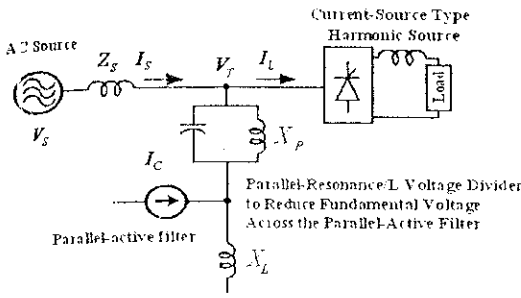 Current-Source Type
Harmonic Source
AC Source
Z_S
I_S
V_T
I_L
V_S
Load
X_P
I_C
Parallel-Resonance/L Voltage Divider
to Reduce Fundamental Voltage
Across the Parallel-Active Filter
Parallel-active filter
X_L